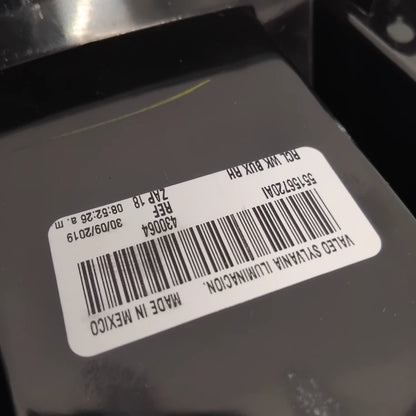 VALEO SYLVANIA ILUMINACION. MADE IN MEXICO
55156720AI 430064 30/09/2019
RCL WK BUX RH REF
ZAP 18 08:52:26 a. m